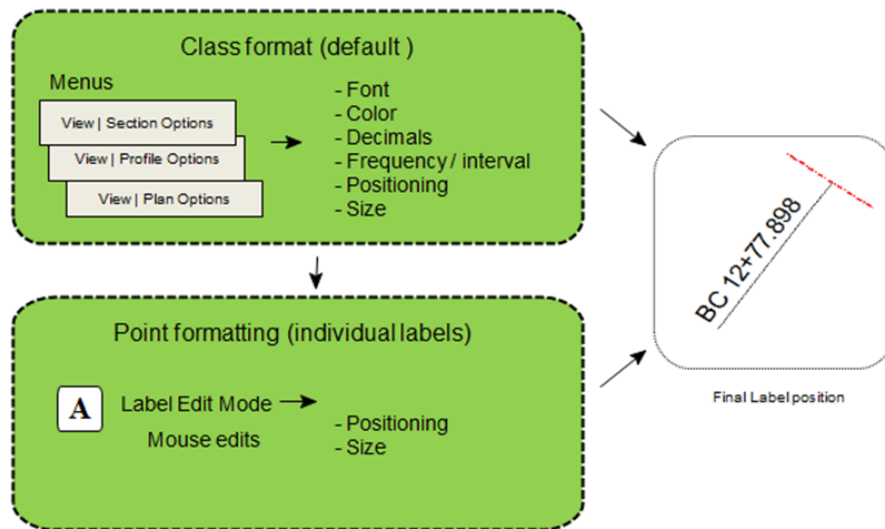 Class format (default )
Menus
View | Section Options
View | Profile Options
View | Plan Options
- Font
- Color
- Decimals
- Frequency / interval
- Positioning
- Size
Point formatting (individual labels)
A
Label Edit Mode
Mouse edits
- Positioning
- Size
BC 12+77.898
Final Label position